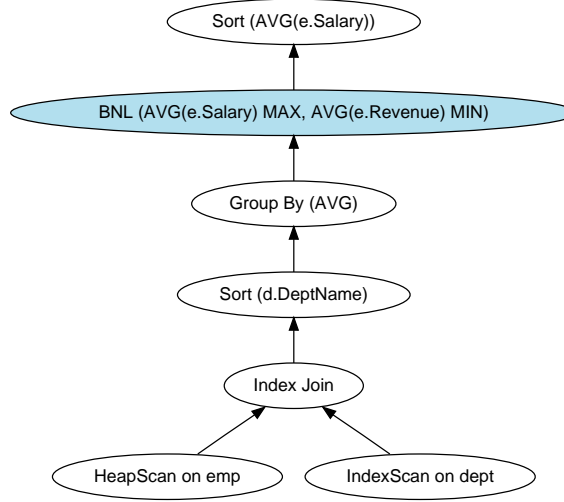 Sort (AVG(e.Salary))
BNL (AVG(e.Salary) MAX, AVG(e.Revenue) MIN)
Group By (AVG)
Sort (d.DeptName)
Index Join
HeapScan on emp
IndexScan on dept